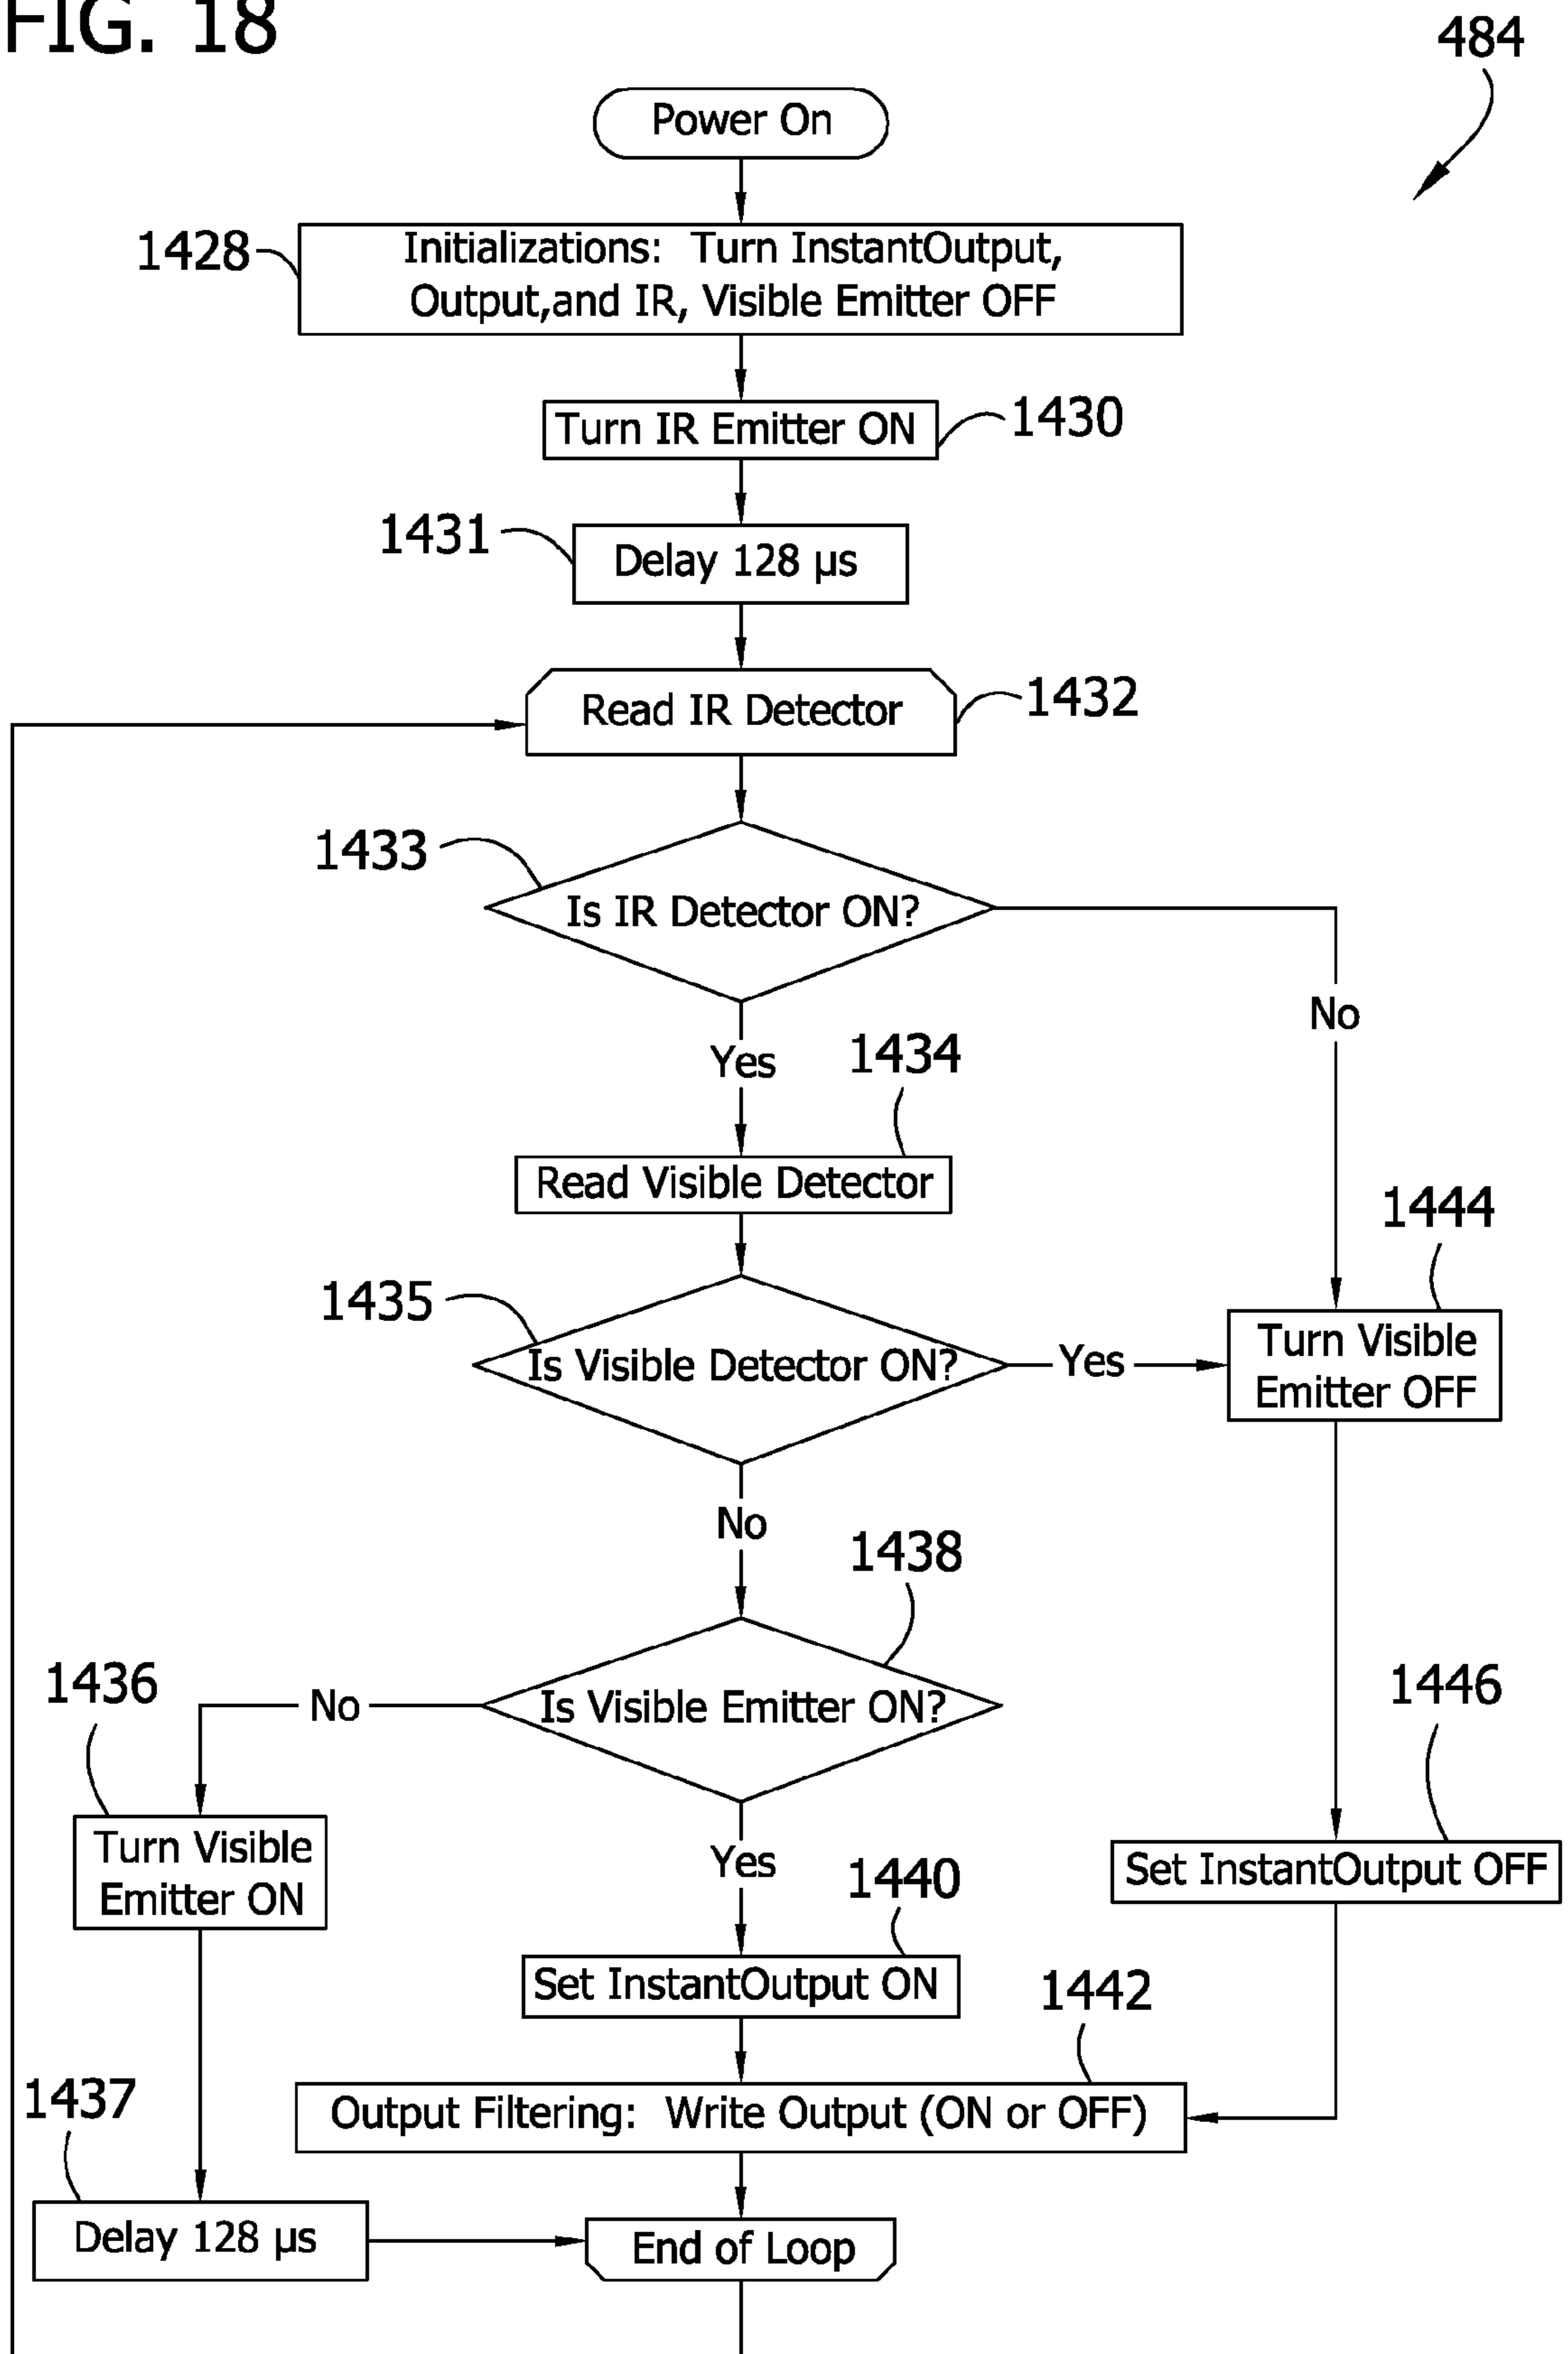 FIG. 18
484
Power On
1428
Initializations: Turn InstantOutput,
Output,and IR, Visible Emitter OFF
Turn IR Emitter ON
1430
1431
Delay 128 µs
Read IR Detector
1432
1433
Is IR Detector ON?
No
Yes
1434
Read Visible Detector
1444
1435
Is Visible Detector ON?
Yes
Turn Visible
Emitter OFF
No
1438
1436
No
Is Visible Emitter ON?
1446
Turn Visible
Emitter ON
Yes
1440
Set InstantOutput OFF
Set InstantOutput ON
1442
1437
Output Filtering: Write Output (ON or OFF)
Delay 128 µs
End of Loop